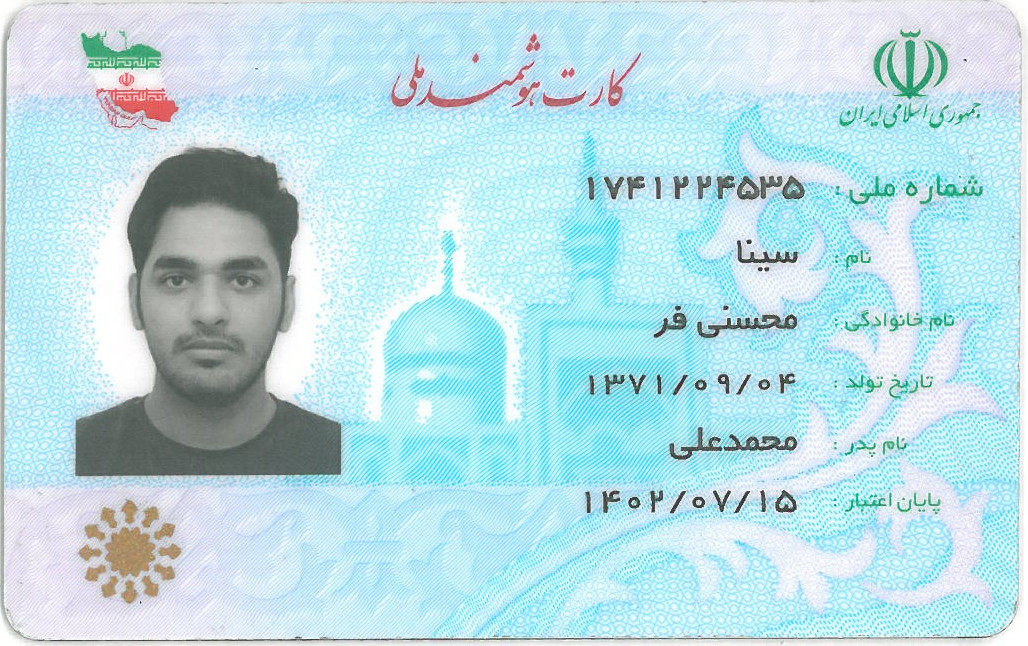 کارت هوشمند ملی
جمهوری اسلامی ایران
شماره ملی : ۱۷۴۱۲۲۴۵۳۵
نام : سینا
نام خانوادگی : محسنی فر
تاریخ تولد : ۱۳۷۱/۰۹/۰۴
نام پدر : محمدعلی
پایان اعتبار : ۱۴۰۲/۰۷/۱۵